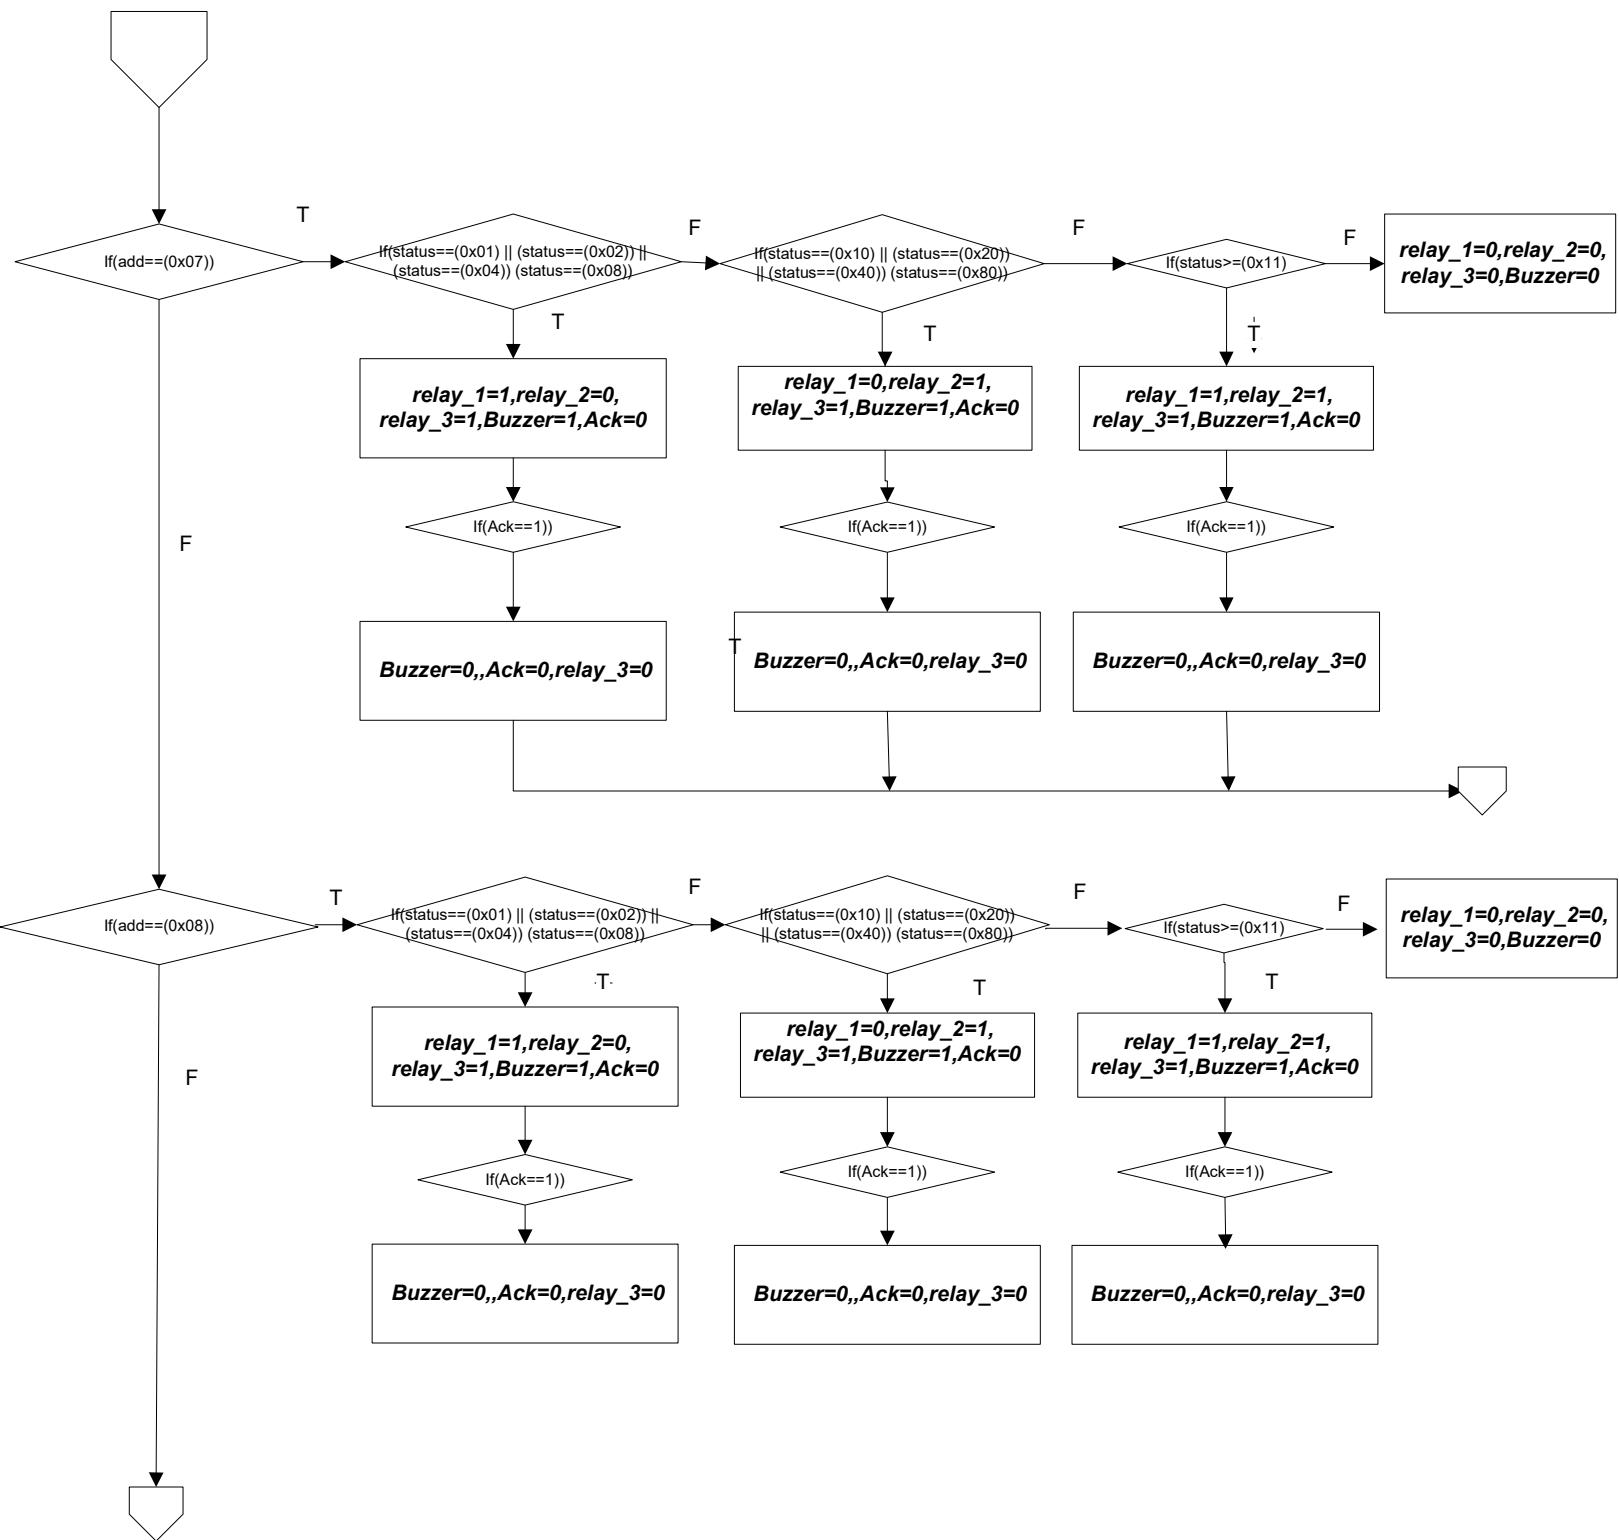 T
F
F
F
If(add==(0x07))
If(status==(0x01) || (status==(0x02)) ||
(status==(0x04)) (status==(0x08))
If(status==(0x10) || (status==(0x20))
|| (status==(0x40)) (status==(0x80))
If(status>=(0x11)
relay_1=0,relay_2=0,
relay_3=0,Buzzer=0
T
T
T
relay_1=1,relay_2=0,
relay_3=1,Buzzer=1,Ack=0
relay_1=0,relay_2=1,
relay_3=1,Buzzer=1,Ack=0
relay_1=1,relay_2=1,
relay_3=1,Buzzer=1,Ack=0
If(Ack==1))
If(Ack==1))
If(Ack==1))
F
Buzzer=0,,Ack=0,relay_3=0
T
Buzzer=0,,Ack=0,relay_3=0
Buzzer=0,,Ack=0,relay_3=0
T
F
F
F
If(add==(0x08))
If(status==(0x01) || (status==(0x02)) ||
(status==(0x04)) (status==(0x08))
If(status==(0x10) || (status==(0x20))
|| (status==(0x40)) (status==(0x80))
If(status>=(0x11)
relay_1=0,relay_2=0,
relay_3=0,Buzzer=0
T
T
T
relay_1=1,relay_2=0,
relay_3=1,Buzzer=1,Ack=0
relay_1=0,relay_2=1,
relay_3=1,Buzzer=1,Ack=0
relay_1=1,relay_2=1,
relay_3=1,Buzzer=1,Ack=0
F
If(Ack==1))
If(Ack==1))
If(Ack==1))
Buzzer=0,,Ack=0,relay_3=0
Buzzer=0,,Ack=0,relay_3=0
Buzzer=0,,Ack=0,relay_3=0